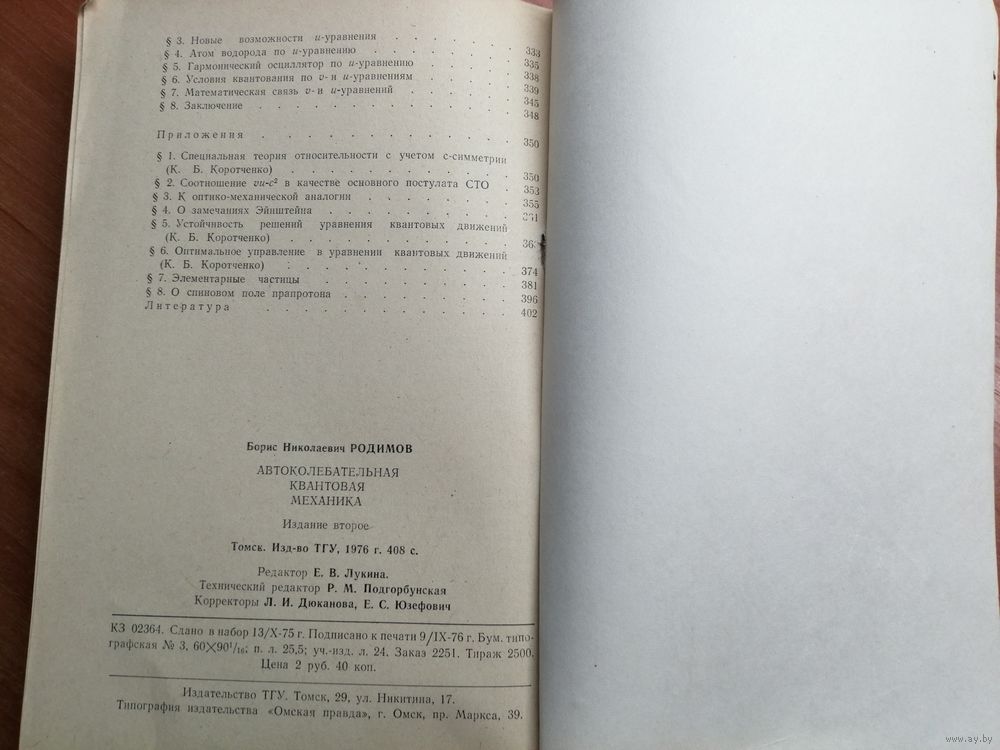 § 3. Новые возможности u-уравнения . . . . . . 333
§ 4. Атом водорода по u-уравнению . . . . . . 335
§ 5. Гармонический осциллятор по u-уравнению . . . . 338
§ 6. Условия квантования по v- и u-уравнениям . . . . 339
§ 7. Математическая связь v- и u-уравнений . . . . . 345
§ 8. Заключение . . . . . . . . . . . 348
Приложения . . . . . . . . . . . 350
§ 1. Специальная теория относительности с учетом с-симметрии
(К. Б. Коротченко) . . . . . . . . . . 350
§ 2. Соотношение vu-c² в качестве основного постулата СТО . 353
§ 3. К оптико-механической аналогии . . . . . . . 355
§ 4. О замечаниях Эйнштейна . . . . . . . . 361
§ 5. Устойчивость решений уравнения квантовых движений
(К. Б. Коротченко) . . . . . . . . . . 36
§ 6. Оптимальное управление в уравнении квантовых движений
(К. Б. Коротченко) . . . . . . . . . . 374
§ 7. Элементарные частицы . . . . . . . . . 381
§ 8. О спиновом поле прапротона . . . . . . . . 396
Литература . . . . . . . . . . . 402
Борис Николаевич РОДИМОВ
АВТОКОЛЕБАТЕЛЬНАЯ
КВАНТОВАЯ
МЕХАНИКА
Издание второе
Томск. Изд-во ТГУ, 1976 г. 408 с.
Редактор Е. В. Лукина.
Технический редактор Р. М. Подгорбунская
Корректоры Л. И. Дюканова, Е. С. Юзефович
КЗ 02364. Сдано в набор 13/X-75 г. Подписано к печати 9/IX-76 г. Бум. типо-
графская № 3, 60×90¹/₁₆; п. л. 25,5; уч.-изд. л. 24. Заказ 2251. Тираж 2500.
Цена 2 руб. 40 коп.
Издательство ТГУ. Томск, 29, ул. Никитина, 17.
Типография издательства «Омская правда», г. Омск, пр. Маркса, 39.
www.ay.by